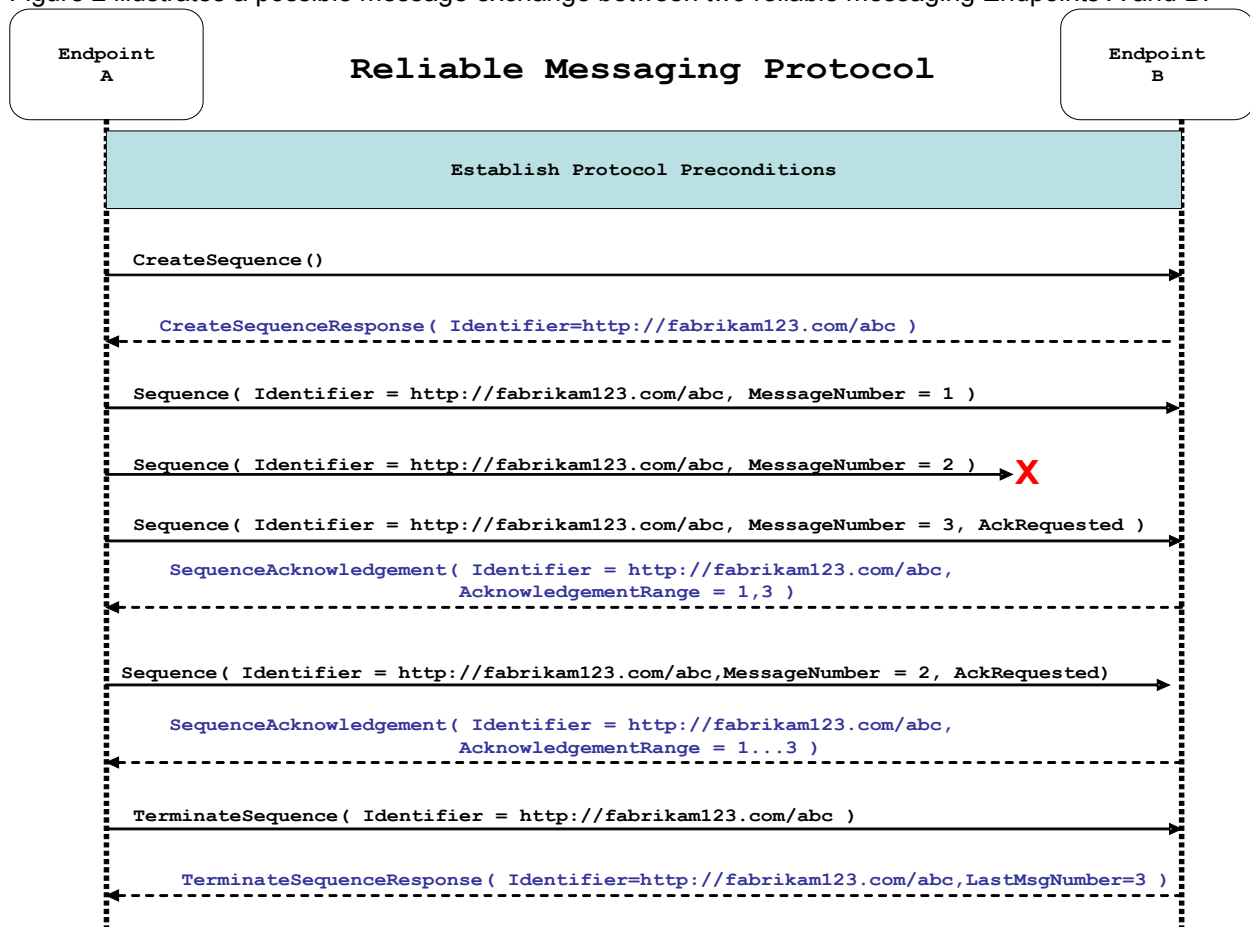 Figure 2 illustrates a possible message exchange between two reliable messaging Endpoints A and B.
Endpoint
A
Reliable Messaging Protocol
Endpoint
B
Establish Protocol Preconditions
CreateSequence()
CreateSequenceResponse( Identifier=http://fabrikam123.com/abc )
Sequence( Identifier = http://fabrikam123.com/abc, MessageNumber = 1 )
Sequence( Identifier = http://fabrikam123.com/abc, MessageNumber = 2 )
X
Sequence( Identifier = http://fabrikam123.com/abc, MessageNumber = 3, AckRequested )
SequenceAcknowledgement( Identifier = http://fabrikam123.com/abc,
AcknowledgementRange = 1,3 )
Sequence( Identifier = http://fabrikam123.com/abc,MessageNumber = 2, AckRequested)
SequenceAcknowledgement( Identifier = http://fabrikam123.com/abc,
AcknowledgementRange = 1...3 )
TerminateSequence( Identifier = http://fabrikam123.com/abc )
TerminateSequenceResponse( Identifier=http://fabrikam123.com/abc,LastMsgNumber=3 )